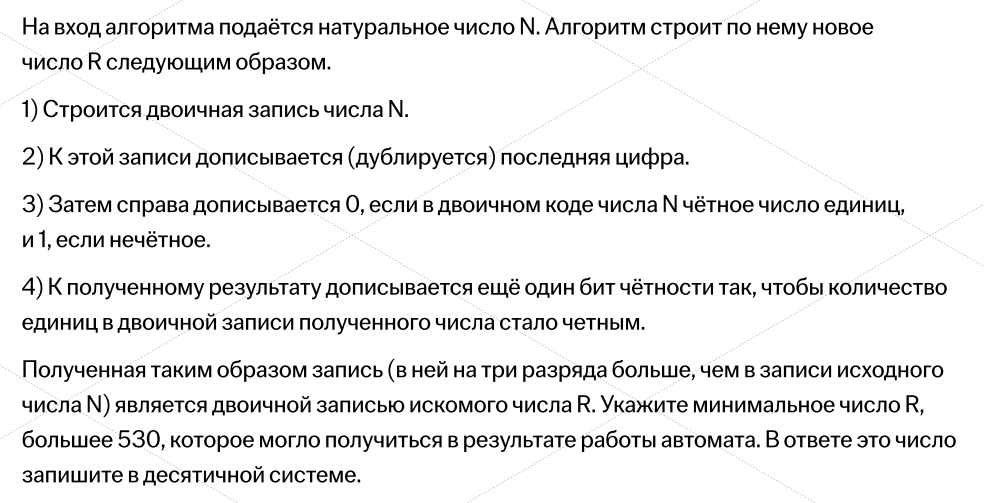 На вход алгоритма подаётся натуральное число N. Алгоритм строит по нему новое
число R следующим образом.
1) Строится двоичная запись числа N.
2) К этой записи дописывается (дублируется) последняя цифра.
3) Затем справа дописывается 0, если в двоичном коде числа N чётное число единиц,
и 1, если нечётное.
4) К полученному результату дописывается ещё один бит чётности так, чтобы количество
единиц в двоичной записи полученного числа стало четным.
Полученная таким образом запись (в ней на три разряда больше, чем в записи исходного
числа N) является двоичной записью искомого числа R. Укажите минимальное число R,
большее 530, которое могло получиться в результате работы автомата. В ответе это число
запишите в десятичной системе.